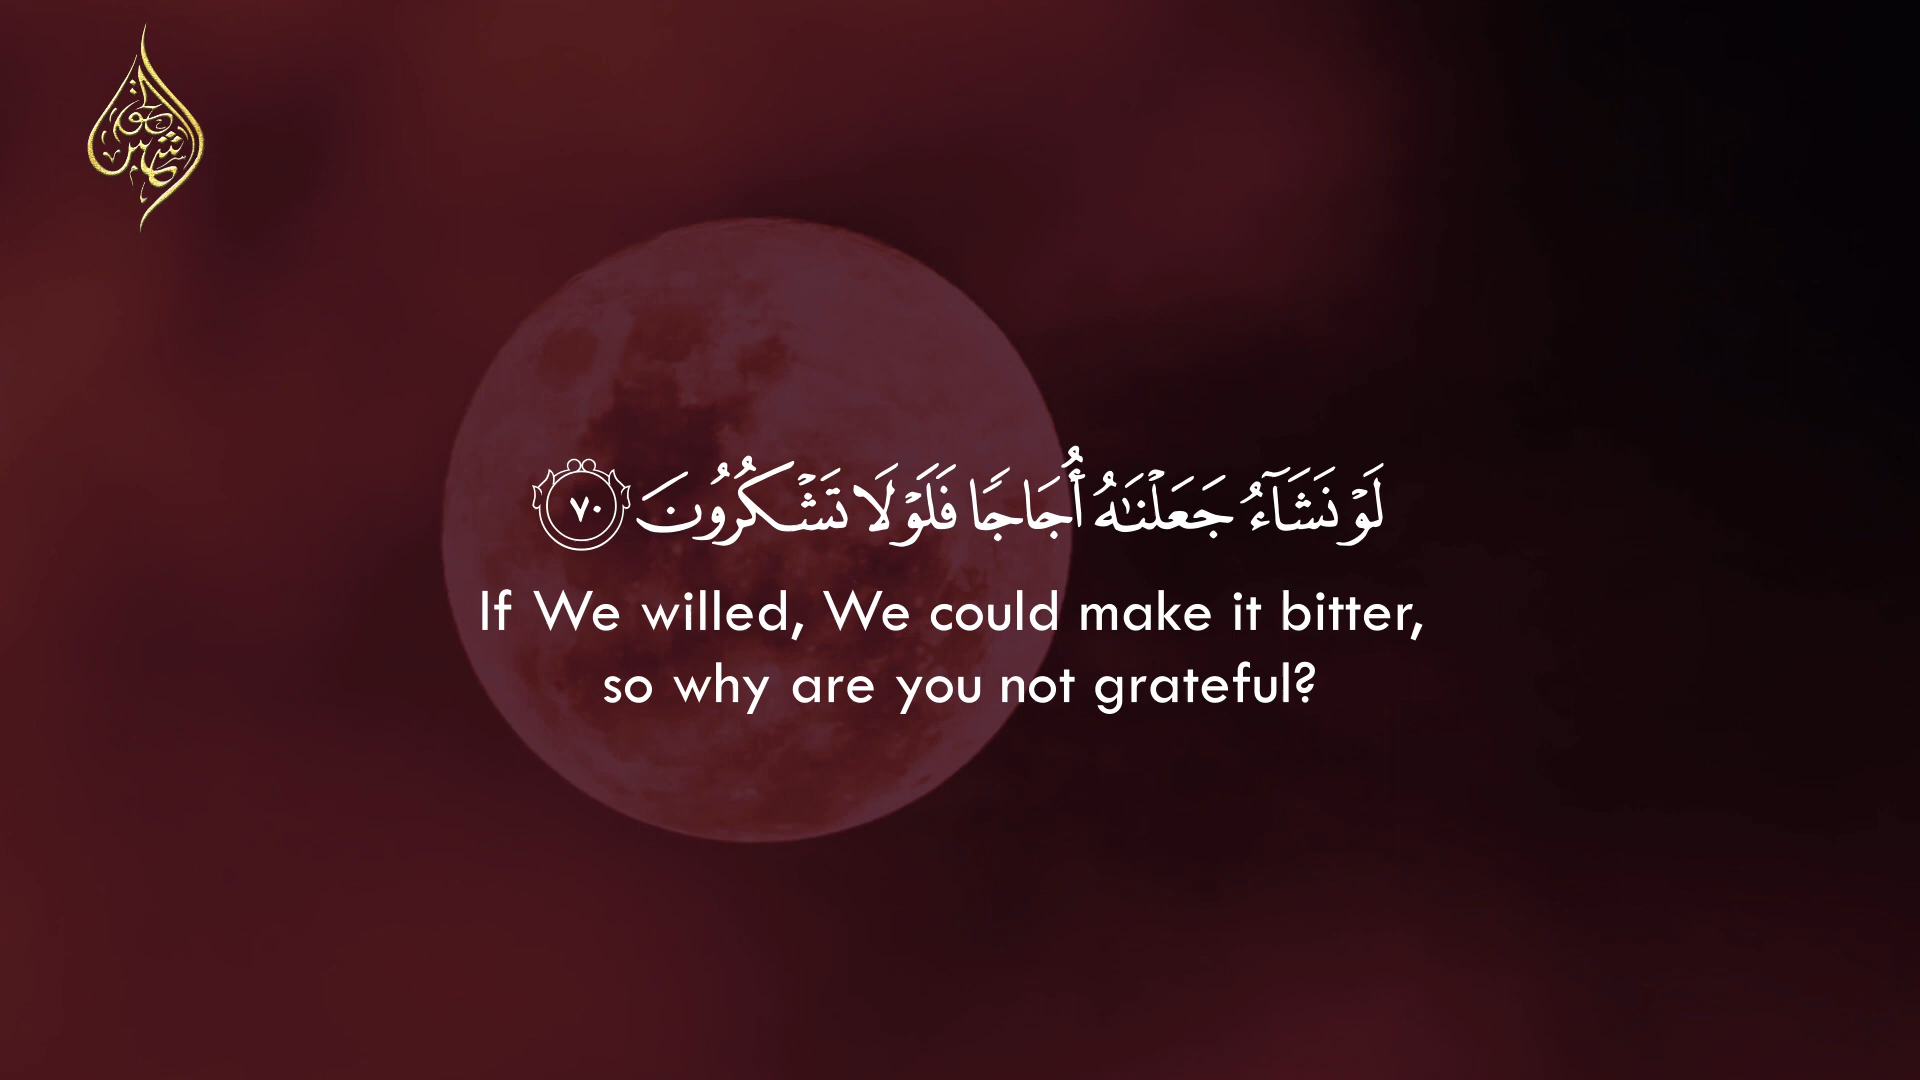 لَوْ نَشَآءُ جَعَلْنَٰهُ أُجَاجًا فَلَوْلَا تَشْكُرُونَ ٧٠
If We willed, We could make it bitter,
so why are you not grateful?